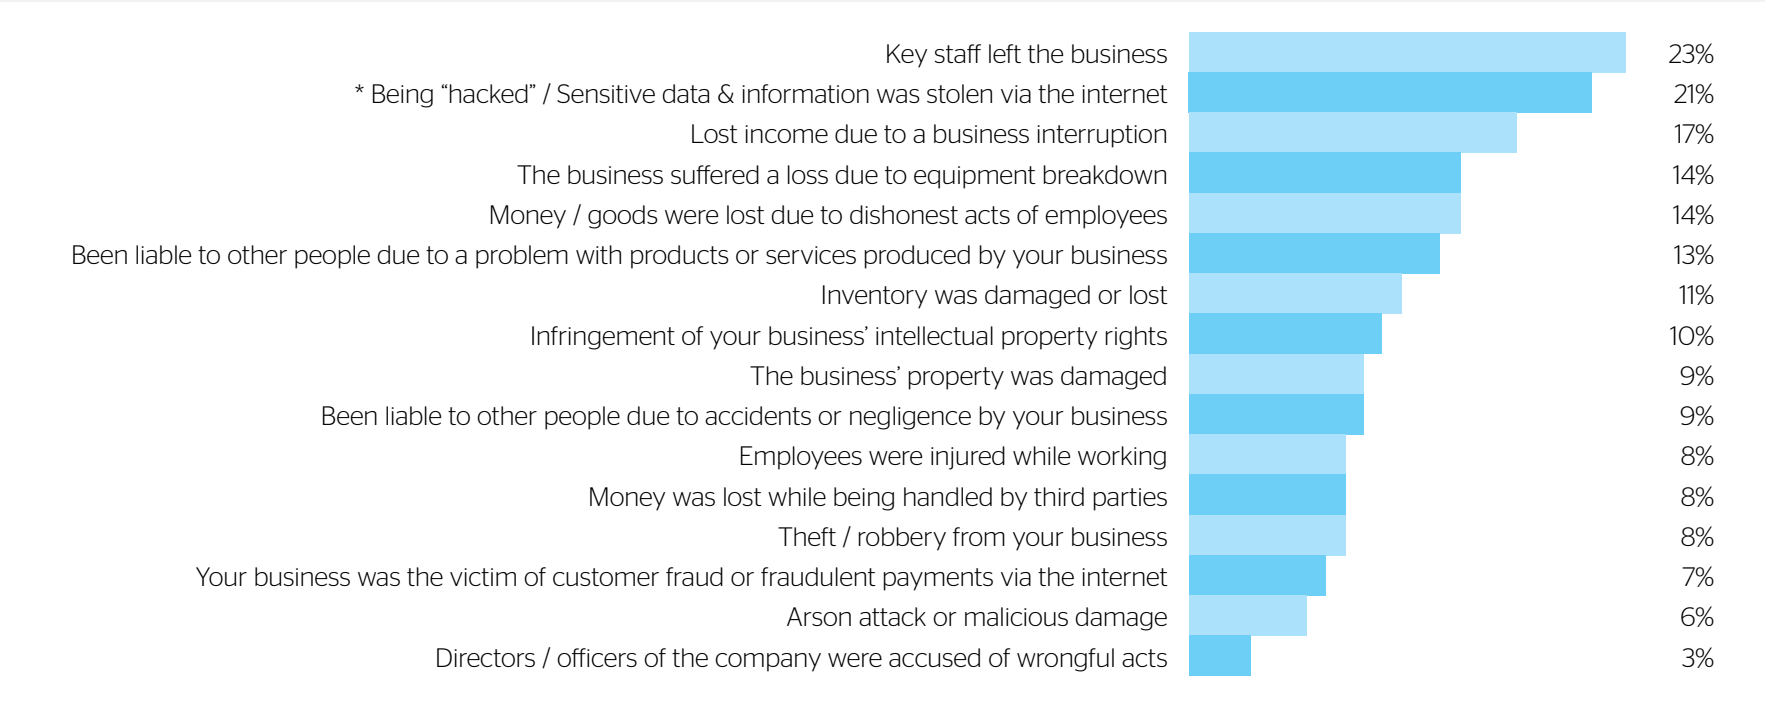 Key staff left the business 23%
* Being “hacked” / Sensitive data & information was stolen via the internet 21%
Lost income due to a business interruption 17%
The business suffered a loss due to equipment breakdown 14%
Money / goods were lost due to dishonest acts of employees 14%
Been liable to other people due to a problem with products or services produced by your business 13%
Inventory was damaged or lost 11%
Infringement of your business’ intellectual property rights 10%
The business’ property was damaged 9%
Been liable to other people due to accidents or negligence by your business 9%
Employees were injured while working 8%
Money was lost while being handled by third parties 8%
Theft / robbery from your business 8%
Your business was the victim of customer fraud or fraudulent payments via the internet 7%
Arson attack or malicious damage 6%
Directors / officers of the company were accused of wrongful acts 3%